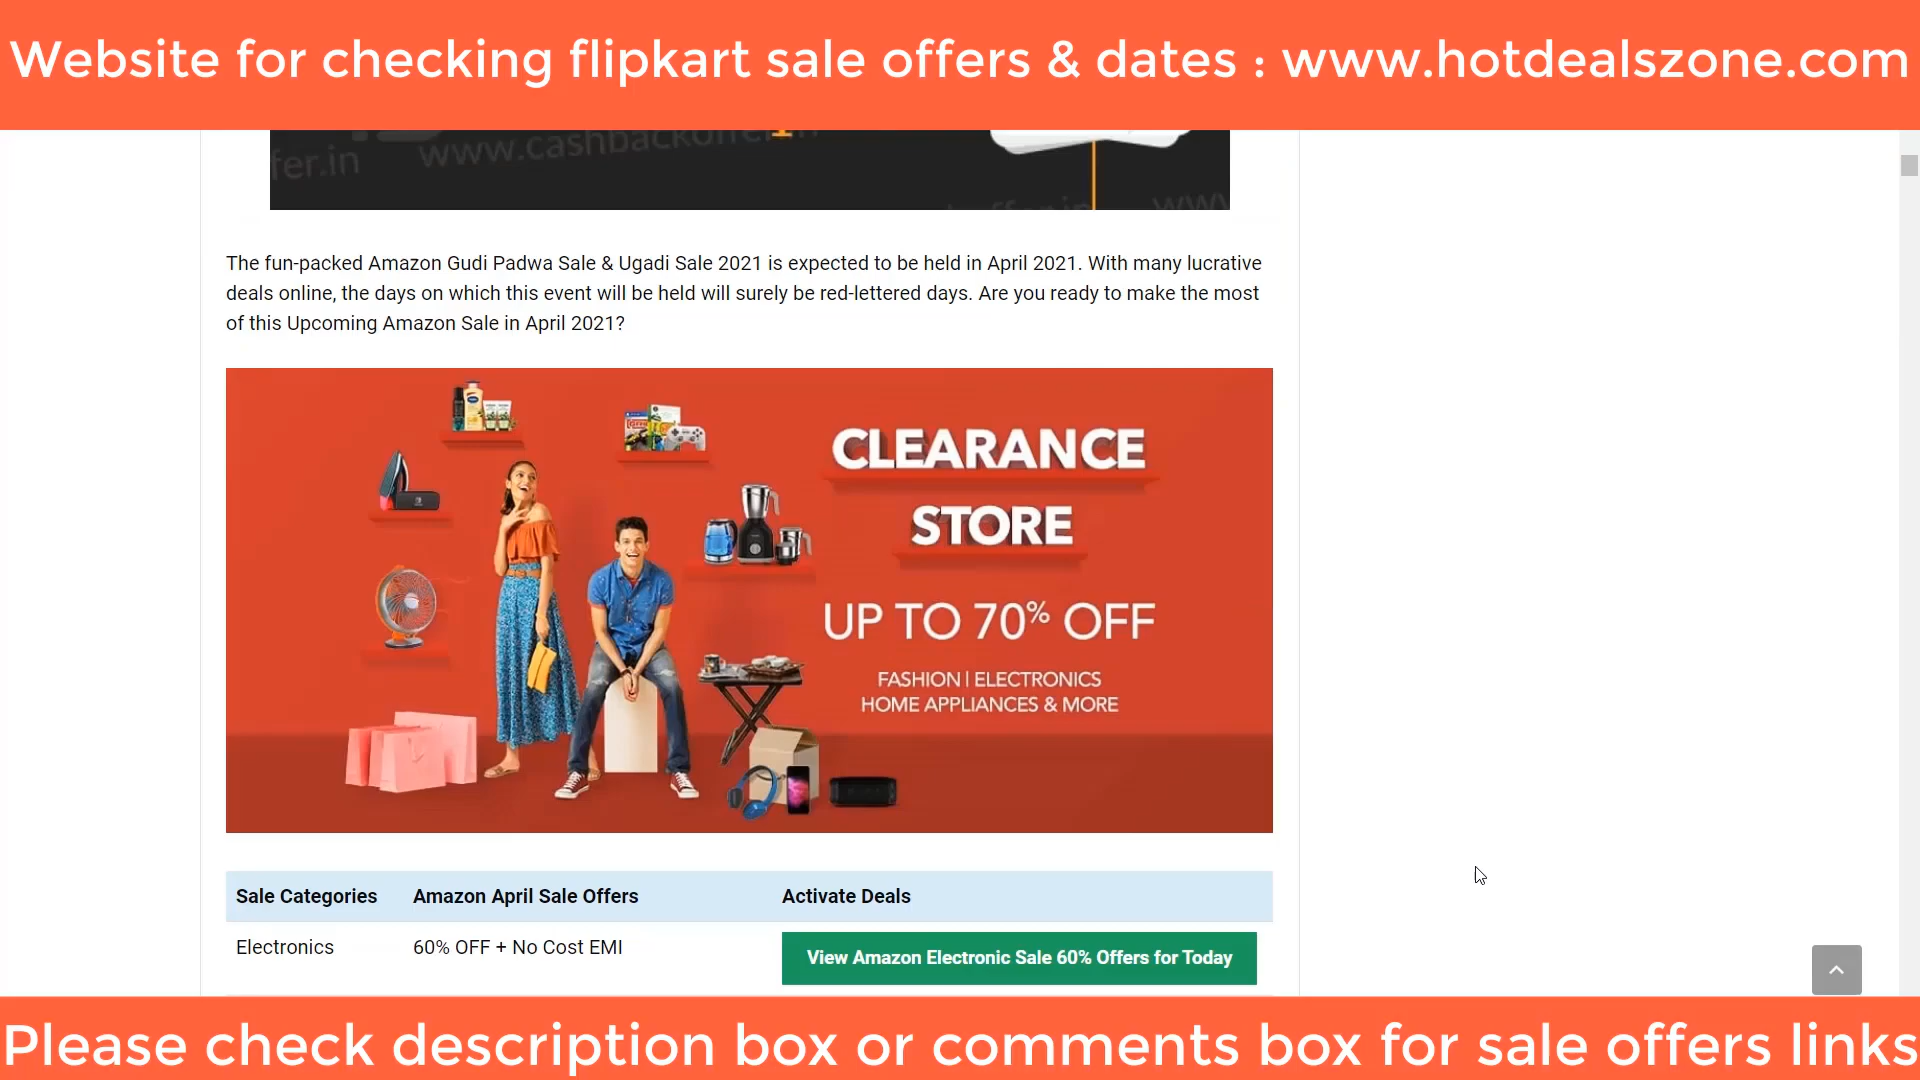 Website for checking flipkart sale offers & dates : www.hotdealszone.com
fer.in
www.cashbackoffer.in
The fun-packed Amazon Gudi Padwa Sale & Ugadi Sale 2021 is expected to be held in April 2021. With many lucrative
deals online, the days on which this event will be held will surely be red-lettered days. Are you ready to make the most
of this Upcoming Amazon Sale in April 2021?
CLEARANCE
STORE
UP TO 70% OFF
FASHION | ELECTRONICS
HOME APPLIANCES & MORE
Sale Categories Amazon April Sale Offers Activate Deals
Electronics 60% OFF + No Cost EMI View Amazon Electronic Sale 60% Offers for Today
Please check description box or comments box for sale offers links